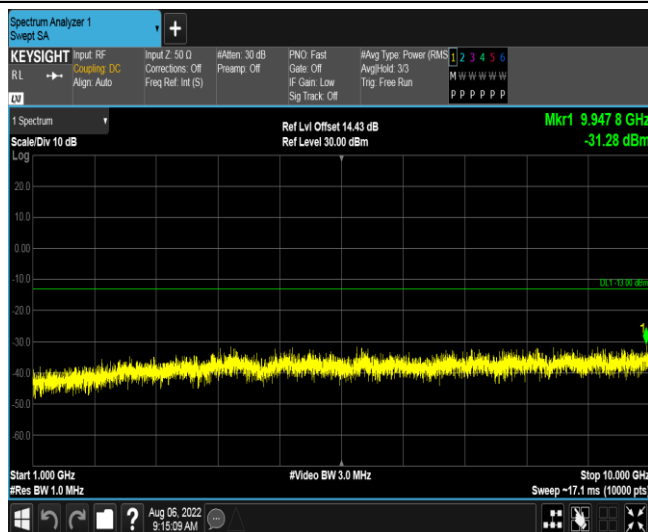 Spectrum Analyzer 1
Swept SA
+
KEYSIGHT
RL
LXI
Input: RF
Coupling: DC
Align: Auto
Input Z: 50 Ω
Corrections: Off
Freq Ref: Int (S)
#Atten: 30 dB
Preamp: Off
PNO: Fast
Gate: Off
IF Gain: Low
Sig Track: Off
#Avg Type: Power (RMS
Avg|Hold: 3/3
Trig: Free Run
1 2 3 4 5 6
M W W W W W
P P P P P P
1 Spectrum
Scale/Div 10 dB
Log
Ref Lvl Offset 14.43 dB
Ref Level 30.00 dBm
Mkr1 9.947 8 GHz
-31.28 dBm
20.0
10.0
0.00
-10.0
DL1 -13.00 dBm
-20.0
1
-30.0
-40.0
-50.0
-60.0
Start 1.000 GHz
#Res BW 1.0 MHz
#Video BW 3.0 MHz
Stop 10.000 GHz
Sweep ~17.1 ms (10000 pts)
?
Aug 06, 2022
9:15:09 AM